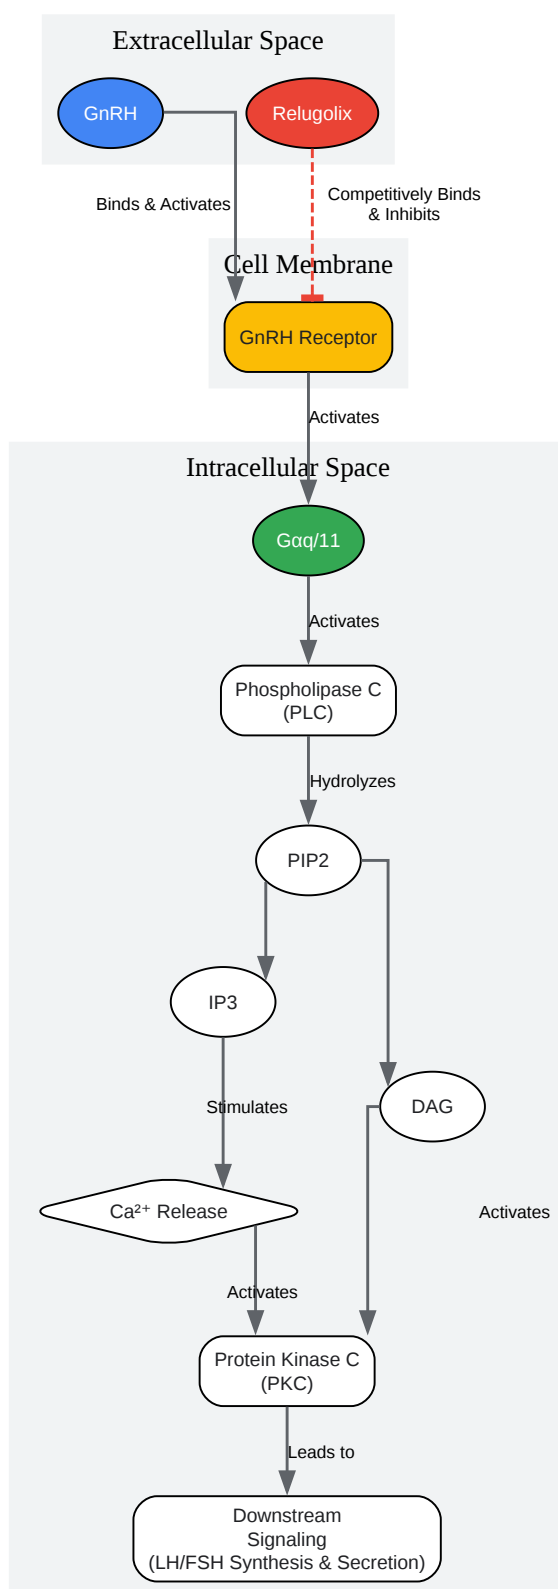 Extracellular Space
GnRH
Relugolix
Binds & Activates
Competitively Binds
& Inhibits
Cell Membrane
GnRH Receptor
Activates
Intracellular Space
Gαq/11
Activates
Phospholipase C
(PLC)
Hydrolyzes
PIP2
IP3
Stimulates
DAG
Ca²⁺ Release
Activates
Activates
Protein Kinase C
(PKC)
Leads to
Downstream
Signaling
(LH/FSH Synthesis & Secretion)